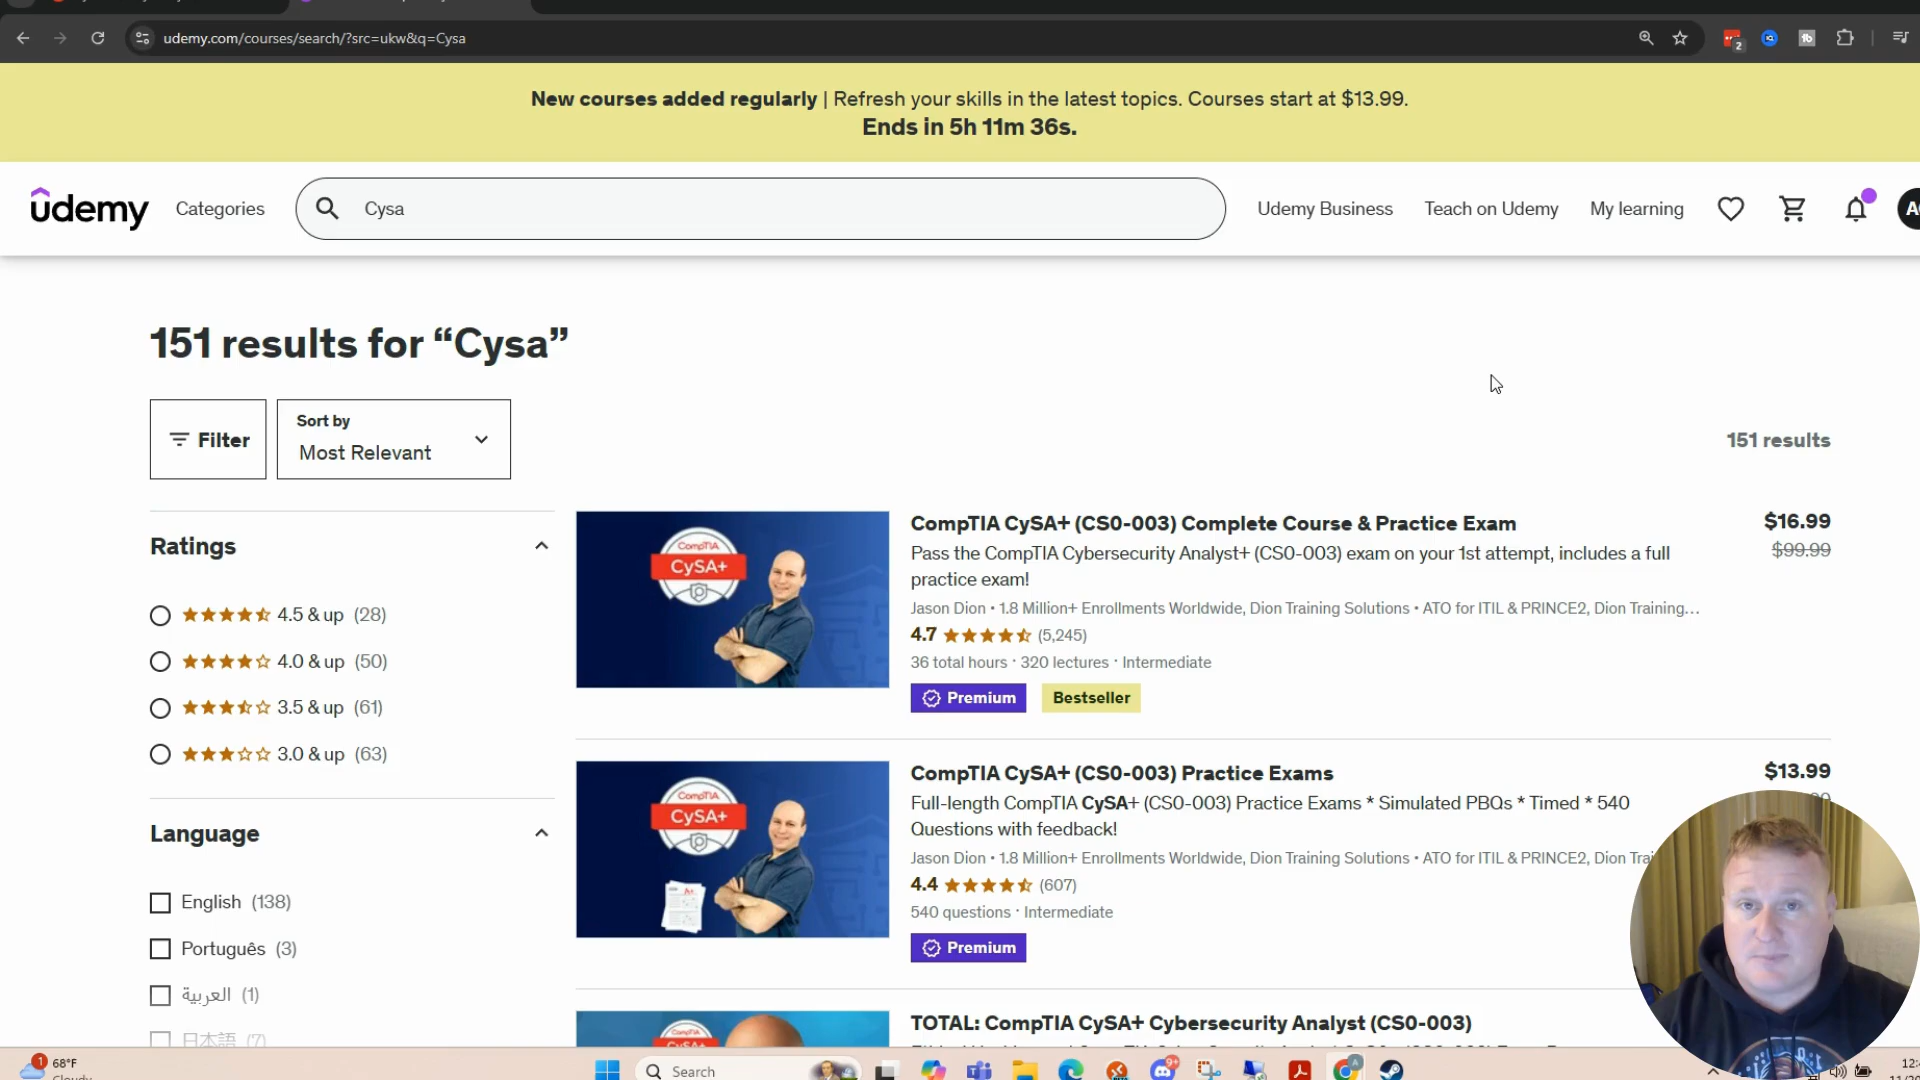 udemy.com/courses/search/?src=ukw&q=Cysa
2
New courses added regularly | Refresh your skills in the latest topics. Courses start at $13.99.
Ends in 5h 11m 36s.
udemy
Categories
Cysa
Udemy Business
Teach on Udemy
My learning
151 results for “Cysa”
Filter
Sort by
Most Relevant
151 results
Ratings
4.5 & up (28)
4.0 & up (50)
3.5 & up (61)
3.0 & up (63)
Language
English (138)
Português (3)
العربية (1)
日本語 (7)
CompTIA
CySA+
CompTIA CySA+ (CS0-003) Complete Course & Practice Exam
$16.99
Pass the CompTIA Cybersecurity Analyst+ (CS0-003) exam on your 1st attempt, includes a full
$99.99
practice exam!
Jason Dion • 1.8 Million+ Enrollments Worldwide, Dion Training Solutions • ATO for ITIL & PRINCE2, Dion Training...
4.7 (5,245)
36 total hours · 320 lectures · Intermediate
Premium
Bestseller
CompTIA
CySA+
A+
CompTIA CySA+ (CS0-003) Practice Exams
$13.99
Full-length CompTIA CySA+ (CS0-003) Practice Exams * Simulated PBQs * Timed * 540
Questions with feedback!
Jason Dion • 1.8 Million+ Enrollments Worldwide, Dion Training Solutions • ATO for ITIL & PRINCE2, Dion
4.4 (607)
540 questions · Intermediate
Premium
TOTAL: CompTIA CySA+ Cybersecurity Analyst (CS0-003)
1
68°F
Cloudy
Search
9+